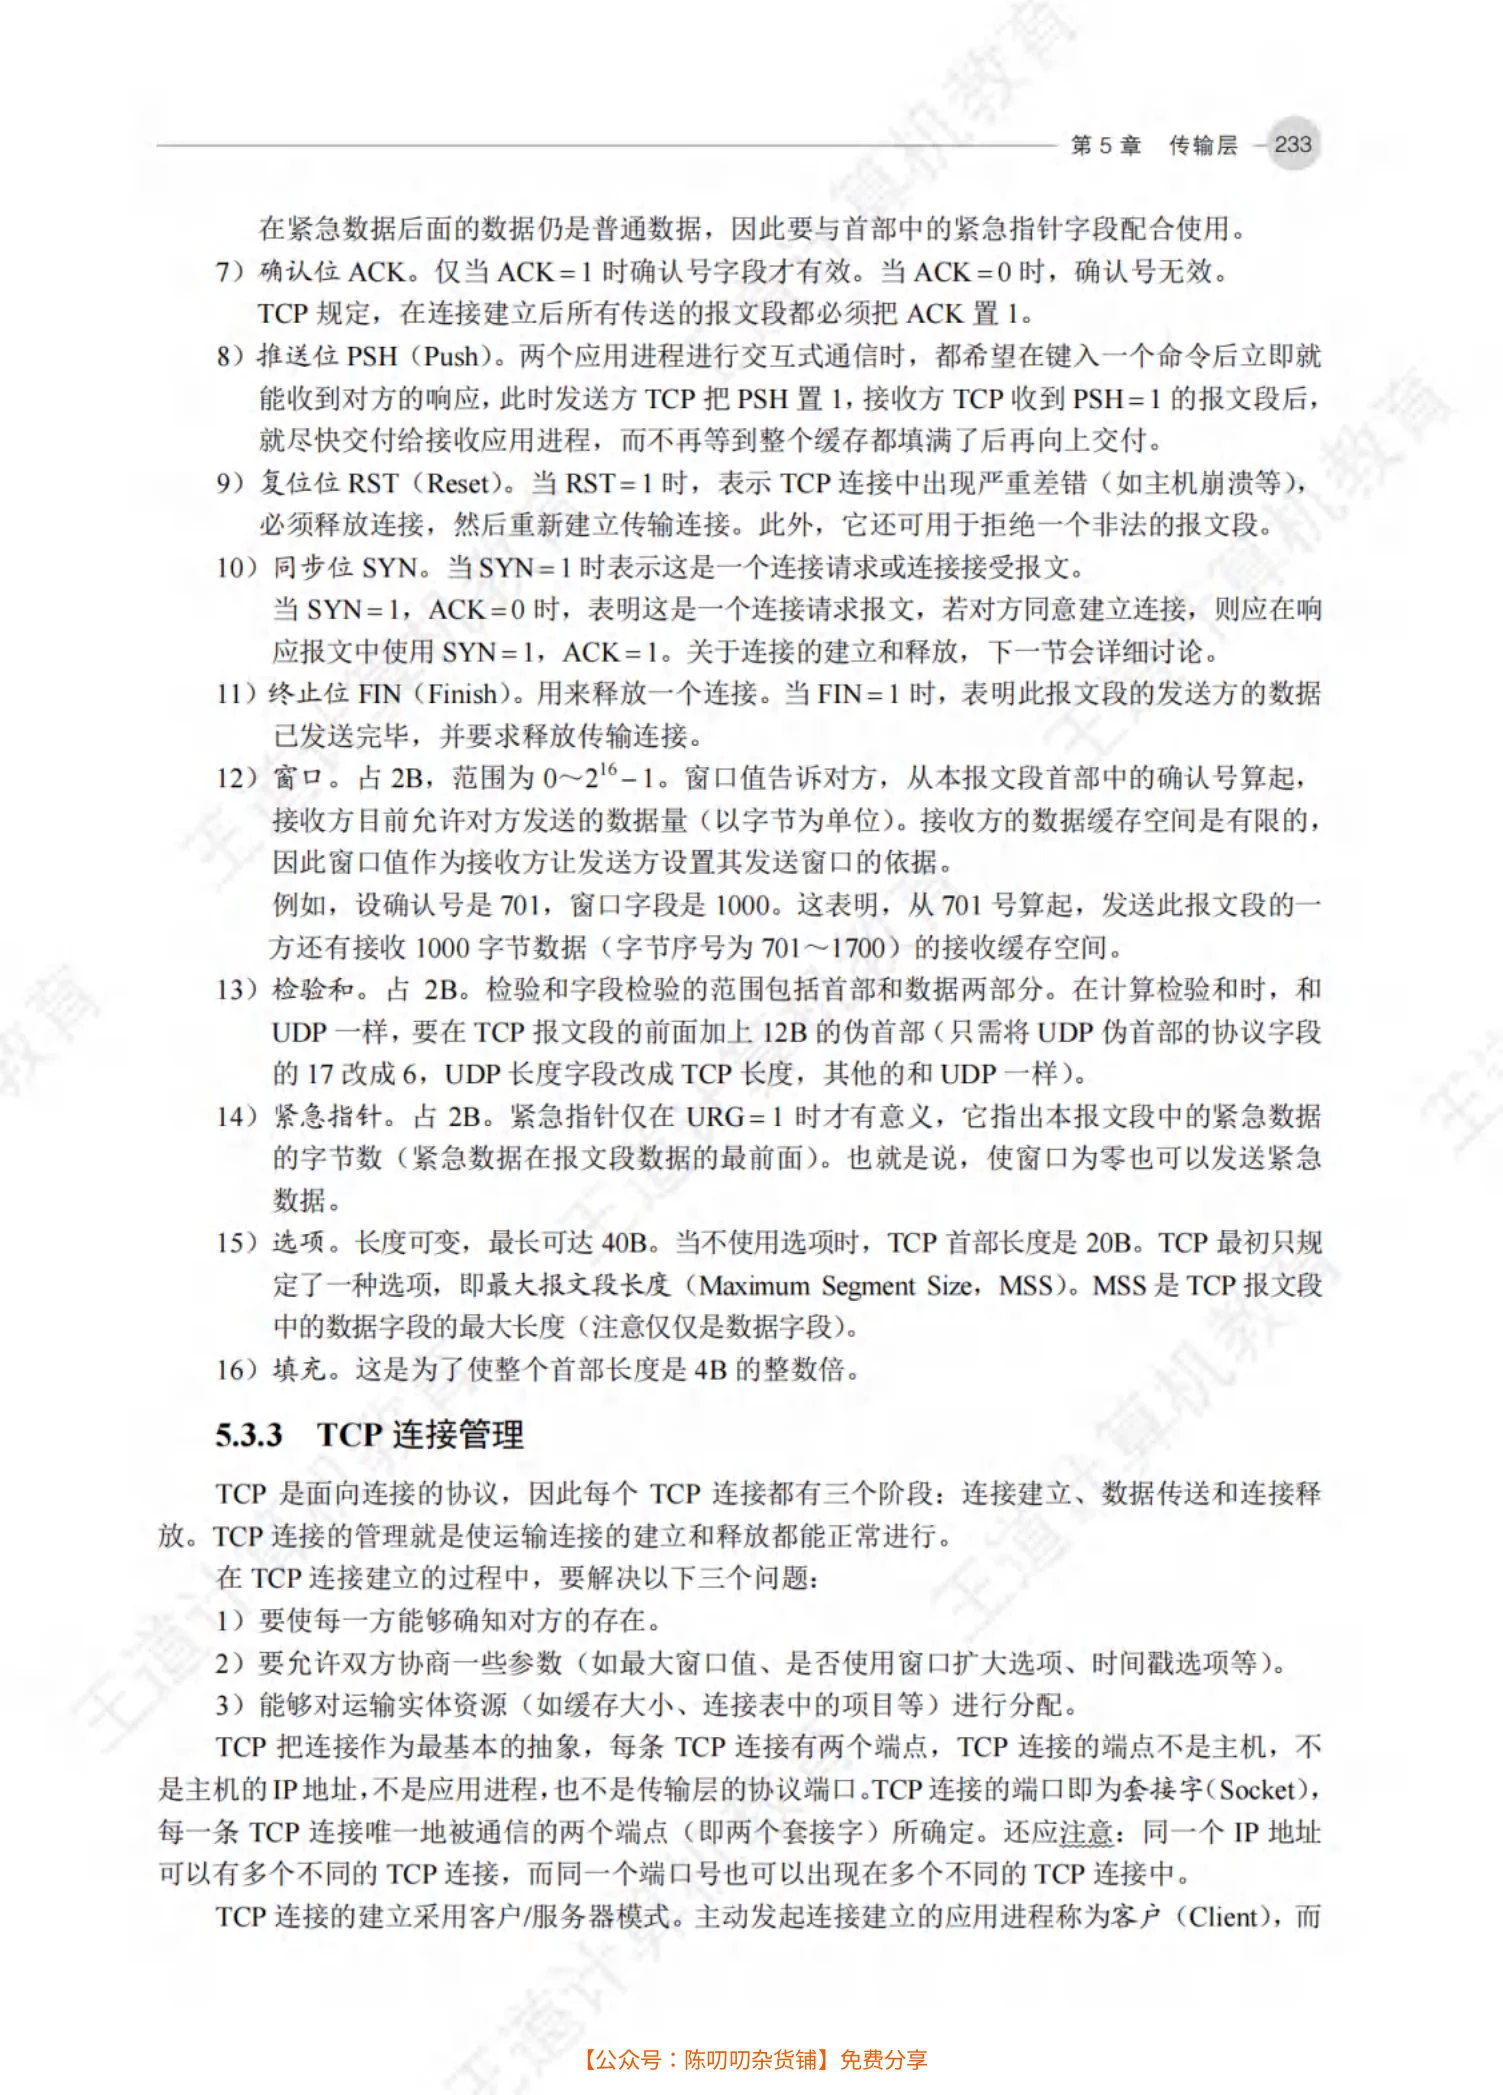 第 5 章 传输层 233
在紧急数据后面的数据仍是普通数据，因此要与首部中的紧急指针字段配合使用。
7）确认位 ACK。仅当 ACK = 1 时确认号字段才有效。当 ACK = 0 时，确认号无效。
TCP 规定，在连接建立后所有传送的报文段都必须把 ACK 置 1。
8）推送位 PSH（Push）。两个应用进程进行交互式通信时，都希望在键入一个命令后立即就
能收到对方的响应，此时发送方 TCP 把 PSH 置 1，接收方 TCP 收到 PSH = 1 的报文段后，
就尽快交付给接收应用进程，而不再等到整个缓存都填满了后再向上交付。
9）复位位 RST（Reset）。当 RST = 1 时，表示 TCP 连接中出现严重差错（如主机崩溃等），
必须释放连接，然后重新建立传输连接。此外，它还可用于拒绝一个非法的报文段。
10）同步位 SYN。当 SYN = 1 时表示这是一个连接请求或连接接受报文。
当 SYN = 1，ACK = 0 时，表明这是一个连接请求报文，若对方同意建立连接，则应在响
应报文中使用 SYN = 1，ACK = 1。关于连接的建立和释放，下一节会详细讨论。
11）终止位 FIN（Finish）。用来释放一个连接。当 FIN = 1 时，表明此报文段的发送方的数据
已发送完毕，并要求释放传输连接。
12）窗口。占 2B，范围为 0～2¹⁶ – 1。窗口值告诉对方，从本报文段首部中的确认号算起，
接收方目前允许对方发送的数据量（以字节为单位）。接收方的数据缓存空间是有限的，
因此窗口值作为接收方让发送方设置其发送窗口的依据。
例如，设确认号是 701，窗口字段是 1000。这表明，从 701 号算起，发送此报文段的一
方还有接收 1000 字节数据（字节序号为 701～1700）的接收缓存空间。
13）检验和。占 2B。检验和字段检验的范围包括首部和数据两部分。在计算检验和时，和
UDP 一样，要在 TCP 报文段的前面加上 12B 的伪首部（只需将 UDP 伪首部的协议字段
的 17 改成 6，UDP 长度字段改成 TCP 长度，其他的和 UDP 一样）。
14）紧急指针。占 2B。紧急指针仅在 URG = 1 时才有意义，它指出本报文段中的紧急数据
的字节数（紧急数据在报文段数据的最前面）。也就是说，使窗口为零也可以发送紧急
数据。
15）选项。长度可变，最长可达 40B。当不使用选项时，TCP 首部长度是 20B。TCP 最初只规
定了一种选项，即最大报文段长度（Maximum Segment Size，MSS）。MSS 是 TCP 报文段
中的数据字段的最大长度（注意仅仅是数据字段）。
16）填充。这是为了使整个首部长度是 4B 的整数倍。
5.3.3 TCP 连接管理
TCP 是面向连接的协议，因此每个 TCP 连接都有三个阶段：连接建立、数据传送和连接释
放。TCP 连接的管理就是使运输连接的建立和释放都能正常进行。
在 TCP 连接建立的过程中，要解决以下三个问题：
1）要使每一方能够确知对方的存在。
2）要允许双方协商一些参数（如最大窗口值、是否使用窗口扩大选项、时间戳选项等）。
3）能够对运输实体资源（如缓存大小、连接表中的项目等）进行分配。
TCP 把连接作为最基本的抽象，每条 TCP 连接有两个端点，TCP 连接的端点不是主机，不
是主机的 IP 地址，不是应用进程，也不是传输层的协议端口。TCP 连接的端口即为套接字（Socket），
每一条 TCP 连接唯一地被通信的两个端点（即两个套接字）所确定。还应注意：同一个 IP 地址
可以有多个不同的 TCP 连接，而同一个端口号也可以出现在多个不同的 TCP 连接中。
TCP 连接的建立采用客户/服务器模式。主动发起连接建立的应用进程称为客户（Client），而
【公众号：陈叨叨杂货铺】免费分享
王道计算机教育
王道计算机教育
王道计算机教育
王道计算机教育
王道计算机教育
王道计算机教育
王道计算机教育
教育
王